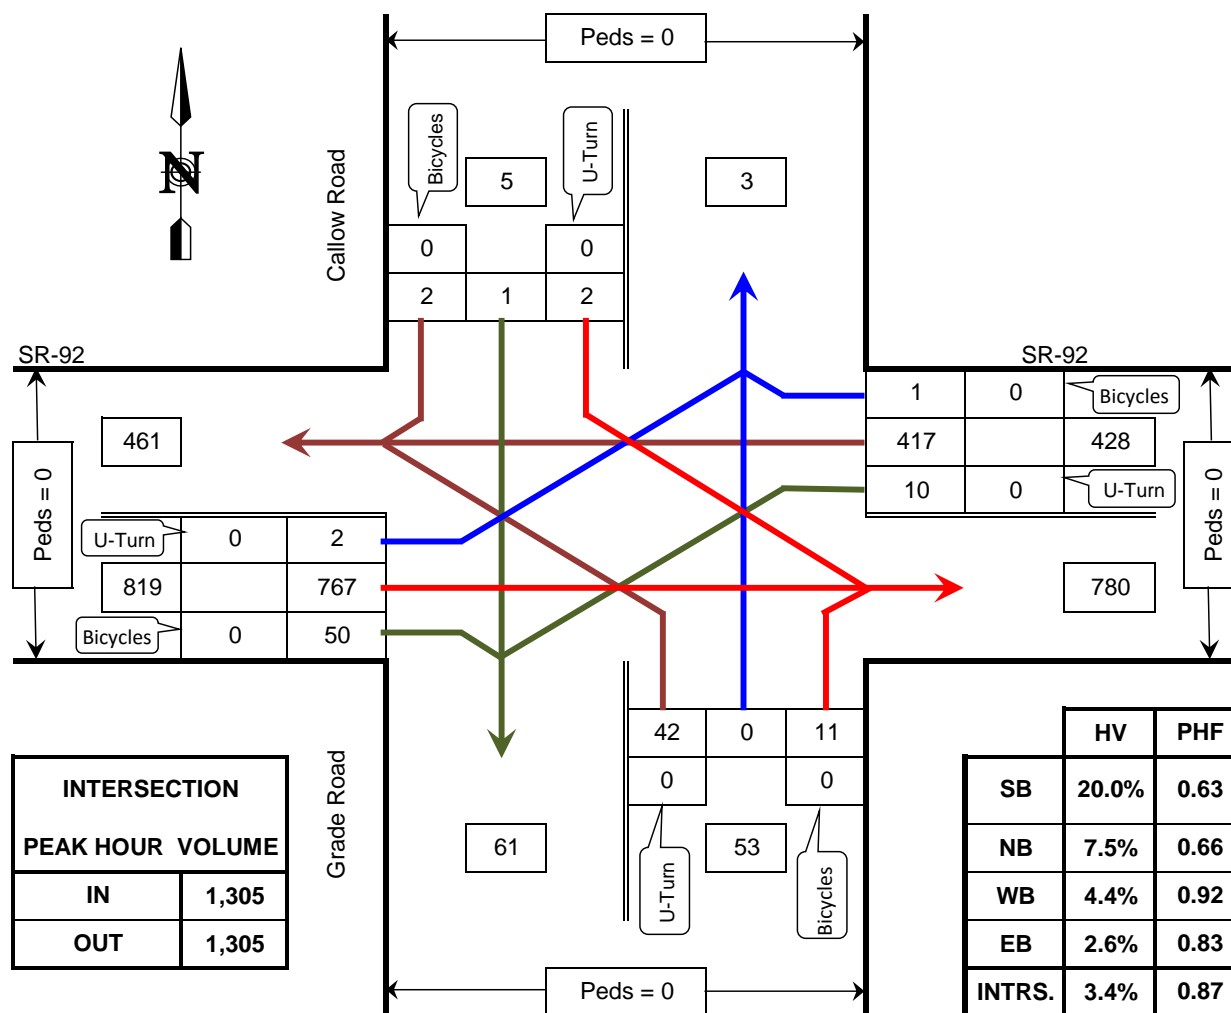 Peds = 0
N
Callow Road
Bicycles
U-Turn
5
3
0
0
2
1
2
SR-92
SR-92
1
0
Bicycles
461
417
428
10
0
U-Turn
Peds = 0
Peds = 0
U-Turn
0
2
819
767
780
Bicycles
0
50
42
0
11
0
0
Grade Road
61
53
U-Turn
Bicycles
INTERSECTION
PEAK HOUR VOLUME
IN 1,305
OUT 1,305
HV PHF
SB 20.0% 0.63
NB 7.5% 0.66
WB 4.4% 0.92
EB 2.6% 0.83
INTRS. 3.4% 0.87
Peds = 0